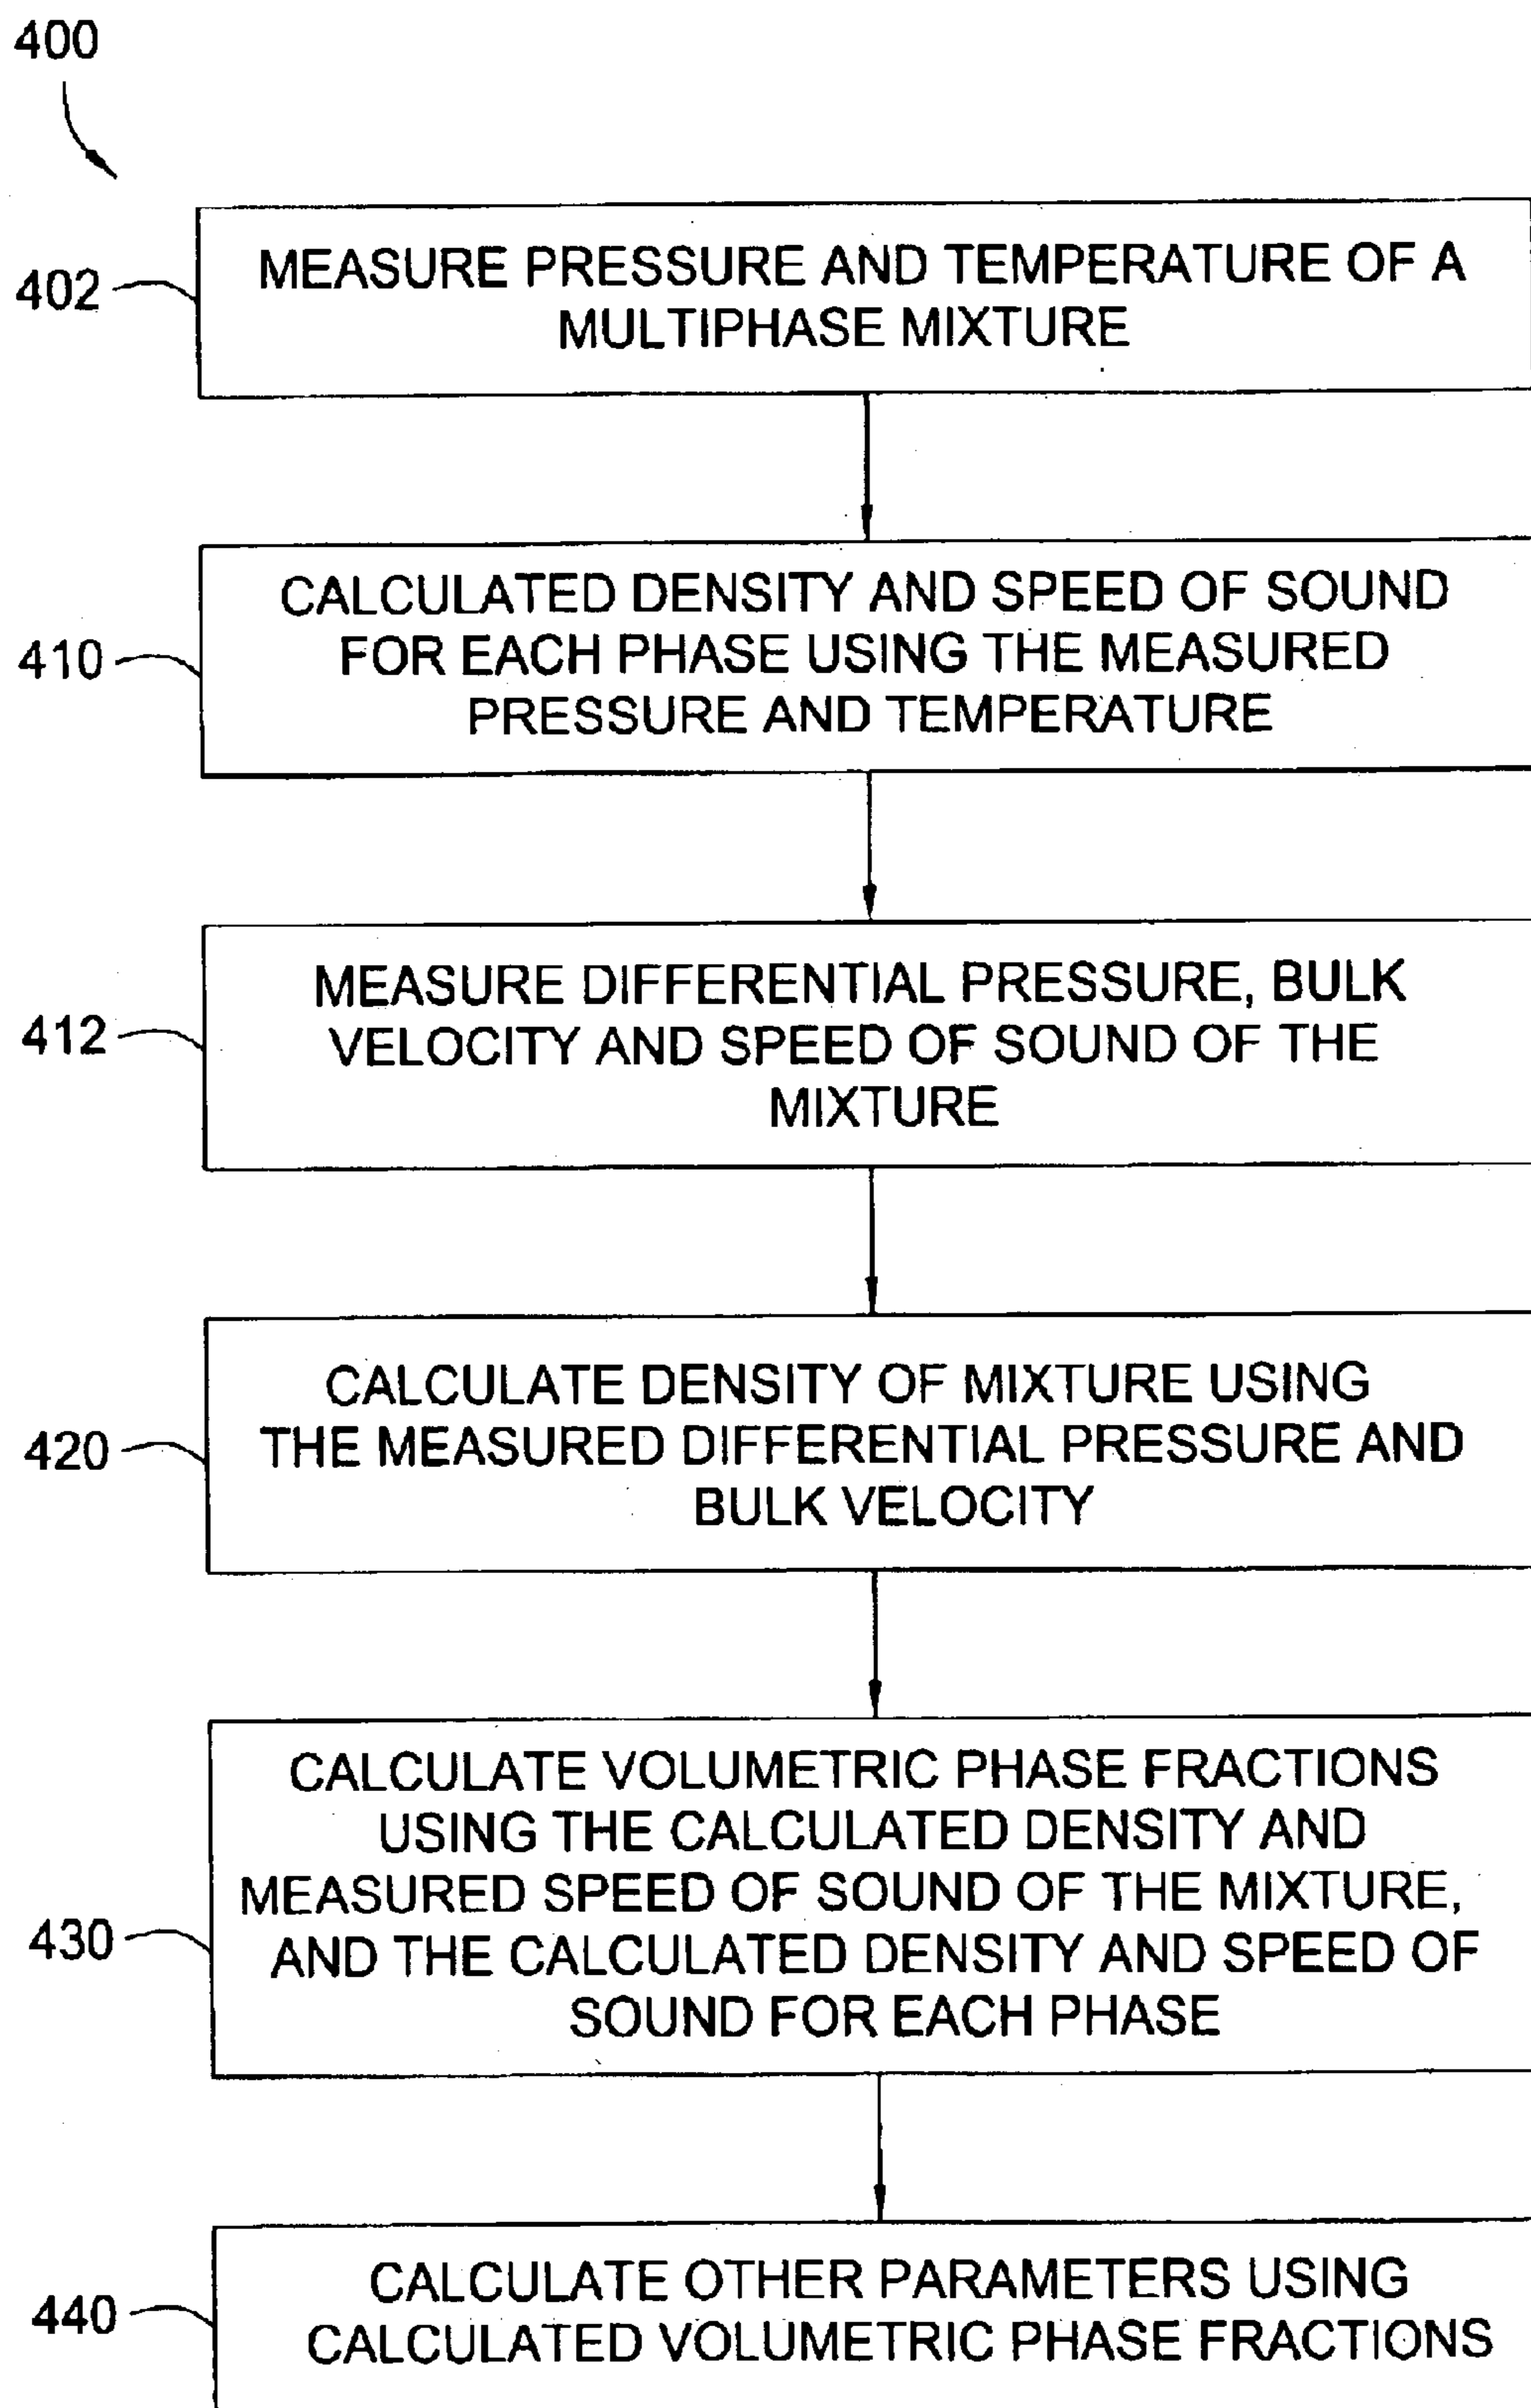 400
402
MEASURE PRESSURE AND TEMPERATURE OF A
MULTIPHASE MIXTURE
410
CALCULATED DENSITY AND SPEED OF SOUND
FOR EACH PHASE USING THE MEASURED
PRESSURE AND TEMPERATURE
412
MEASURE DIFFERENTIAL PRESSURE, BULK
VELOCITY AND SPEED OF SOUND OF THE
MIXTURE
420
CALCULATE DENSITY OF MIXTURE USING
THE MEASURED DIFFERENTIAL PRESSURE AND
BULK VELOCITY
430
CALCULATE VOLUMETRIC PHASE FRACTIONS
USING THE CALCULATED DENSITY AND
MEASURED SPEED OF SOUND OF THE MIXTURE,
AND THE CALCULATED DENSITY AND SPEED OF
SOUND FOR EACH PHASE
440
CALCULATE OTHER PARAMETERS USING
CALCULATED VOLUMETRIC PHASE FRACTIONS